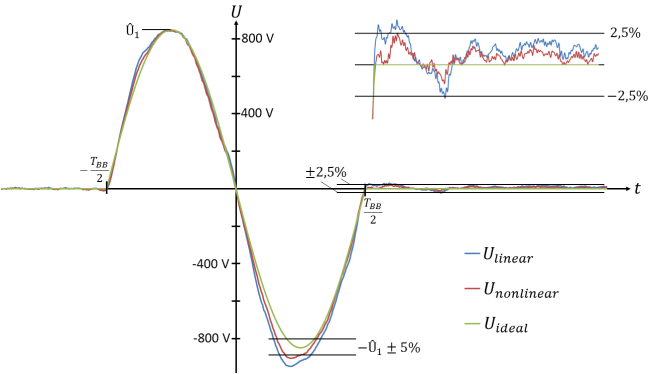 U
Û₁
800 V
2,5%
400 V
−2,5%
−T_BB/2
±2,5%
t
T_BB/2
-400 V
U_linear
U_nonlinear
U_ideal
-800 V
−Û₁ ± 5%